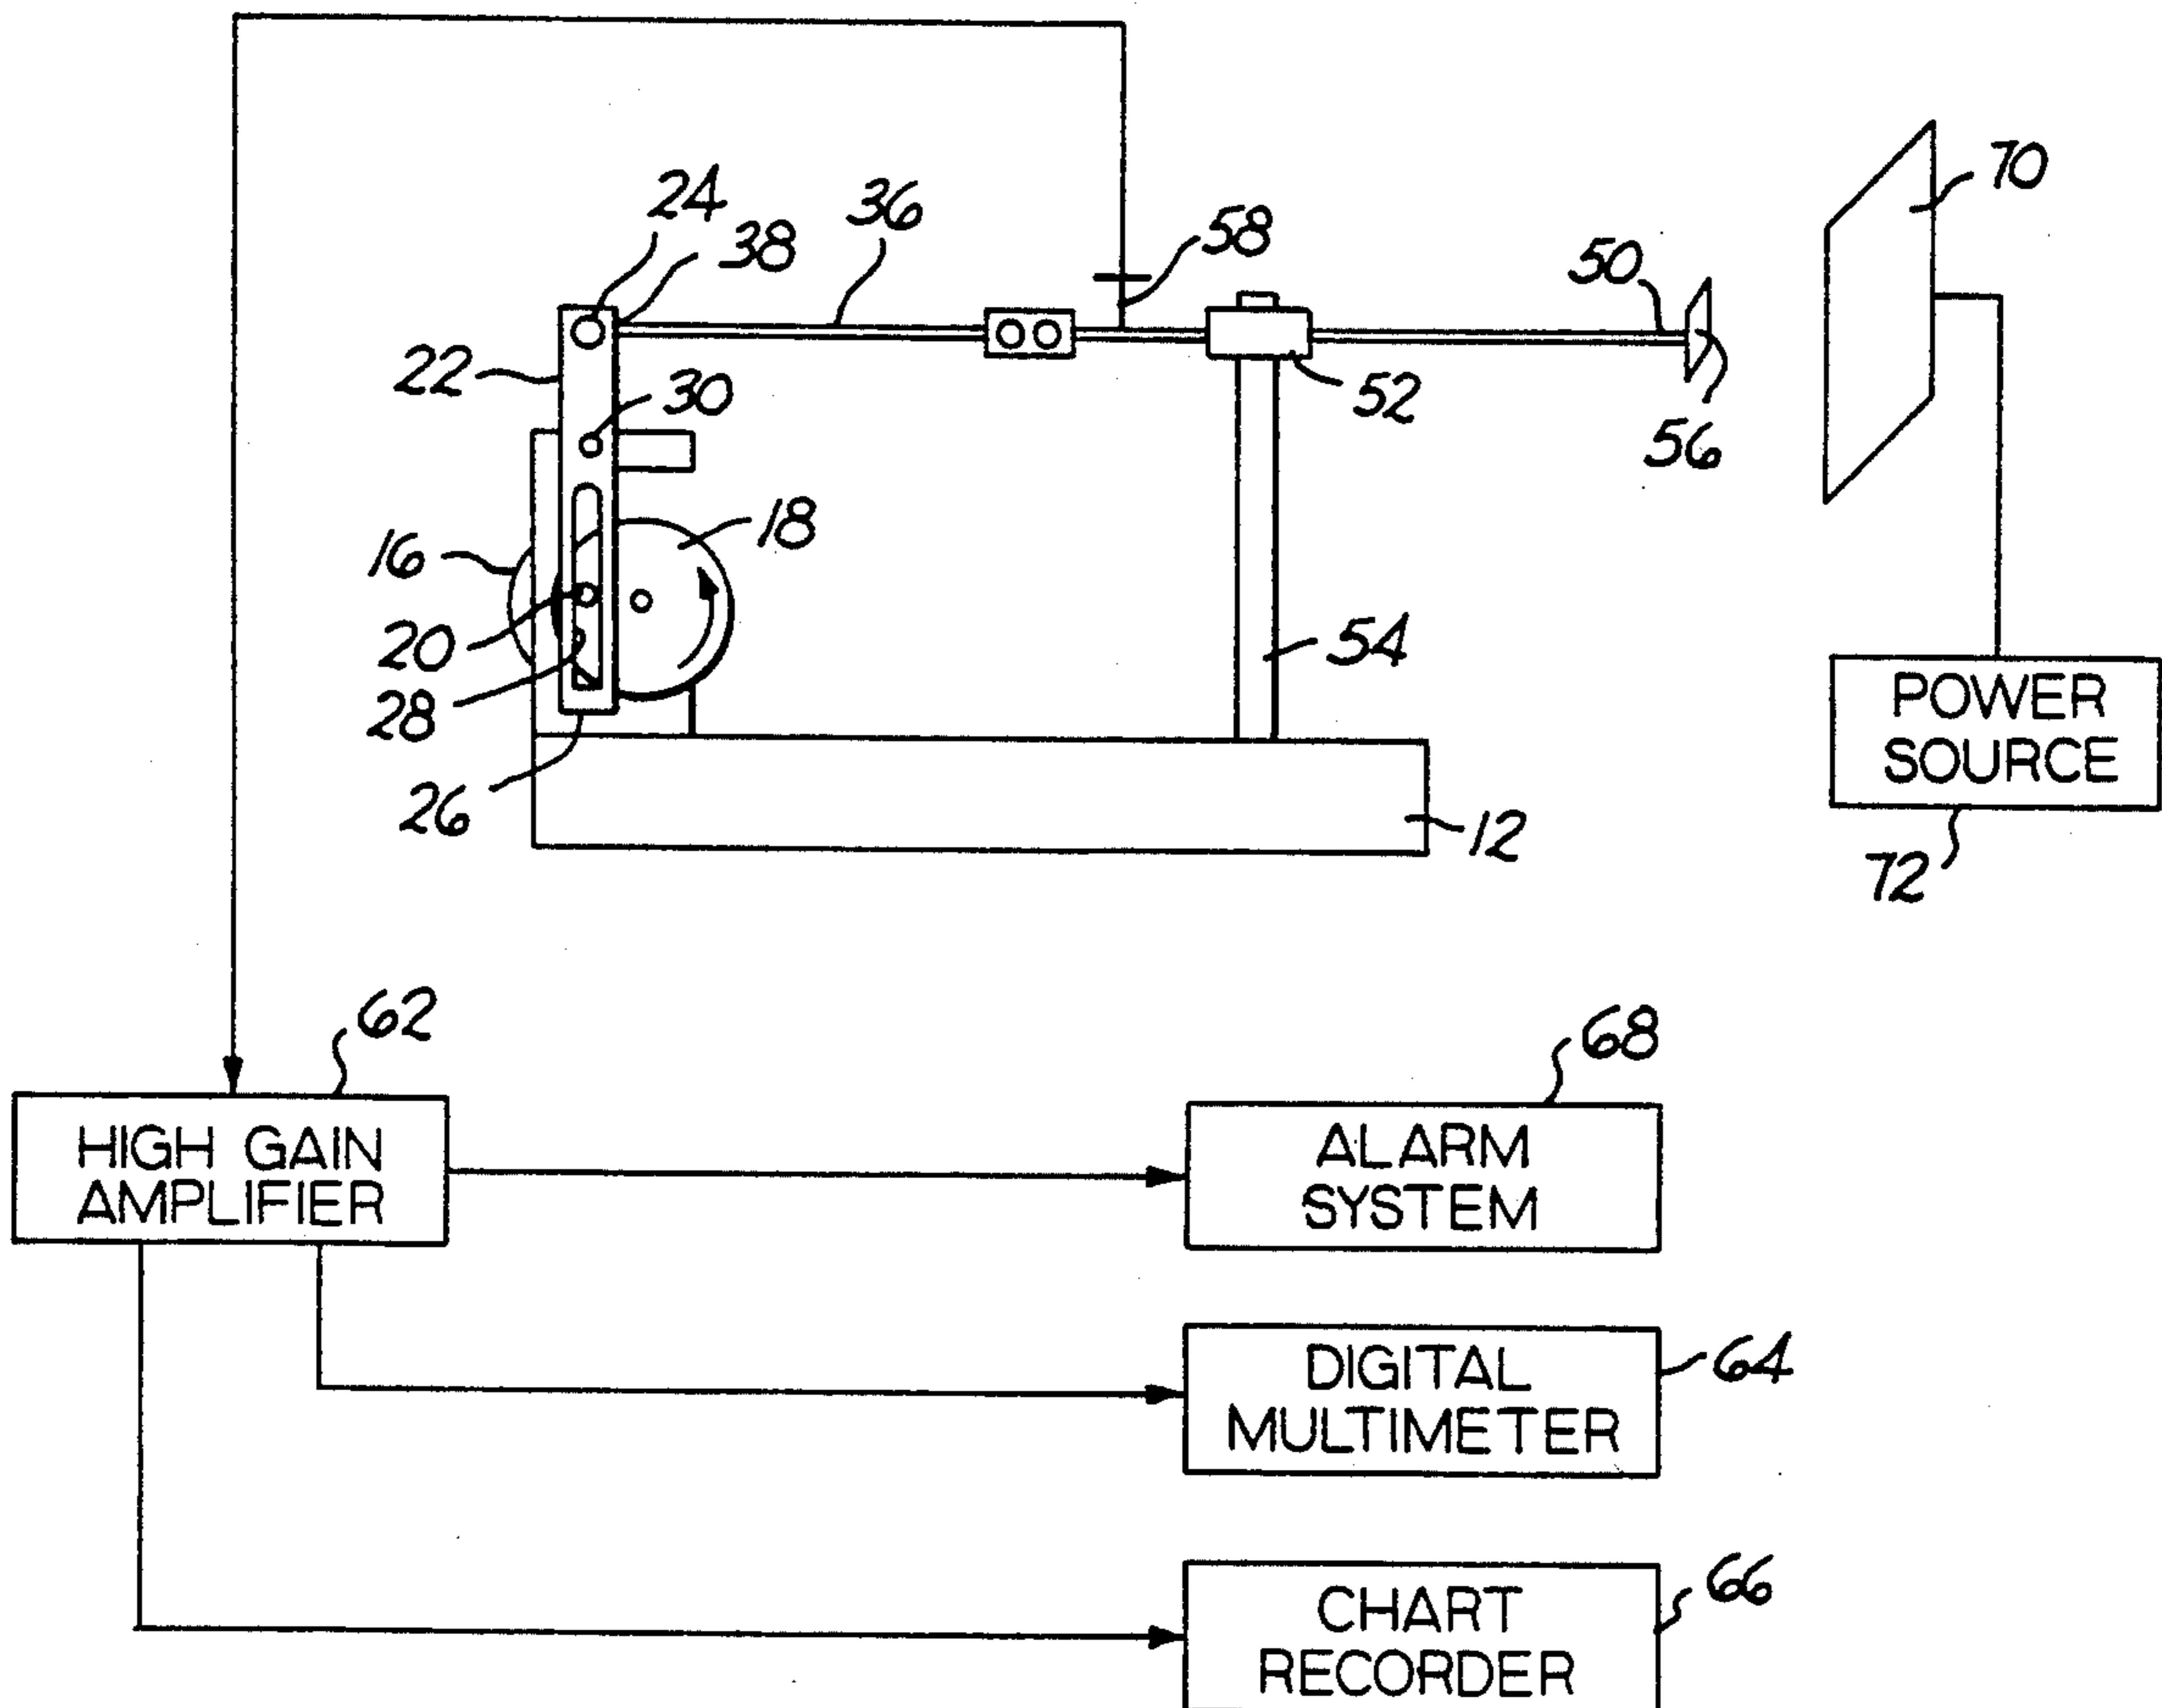 24
38
36
58
50
70
22
30
52
56
16
18
20
54
28
POWER
SOURCE
26
12
72
62
68
HIGH GAIN
AMPLIFIER
ALARM
SYSTEM
DIGITAL
MULTIMETER
64
CHART
RECORDER
66